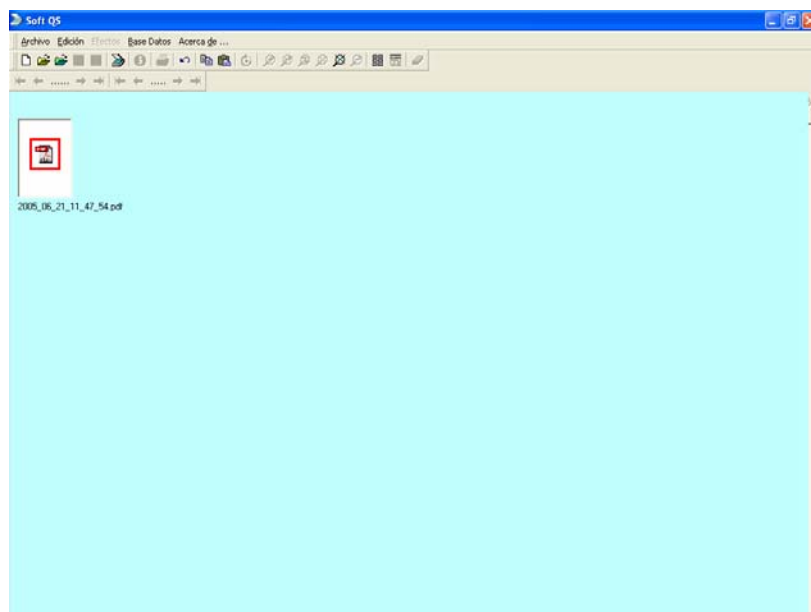 Soft QS
Archivo Edición Efectos Base Datos Acerca de ...
...... .....
2005_06_21_11_47_54.pdf